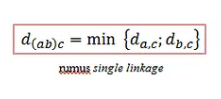 d(ab)c = min {da,c; db,c}
rumus single linkage